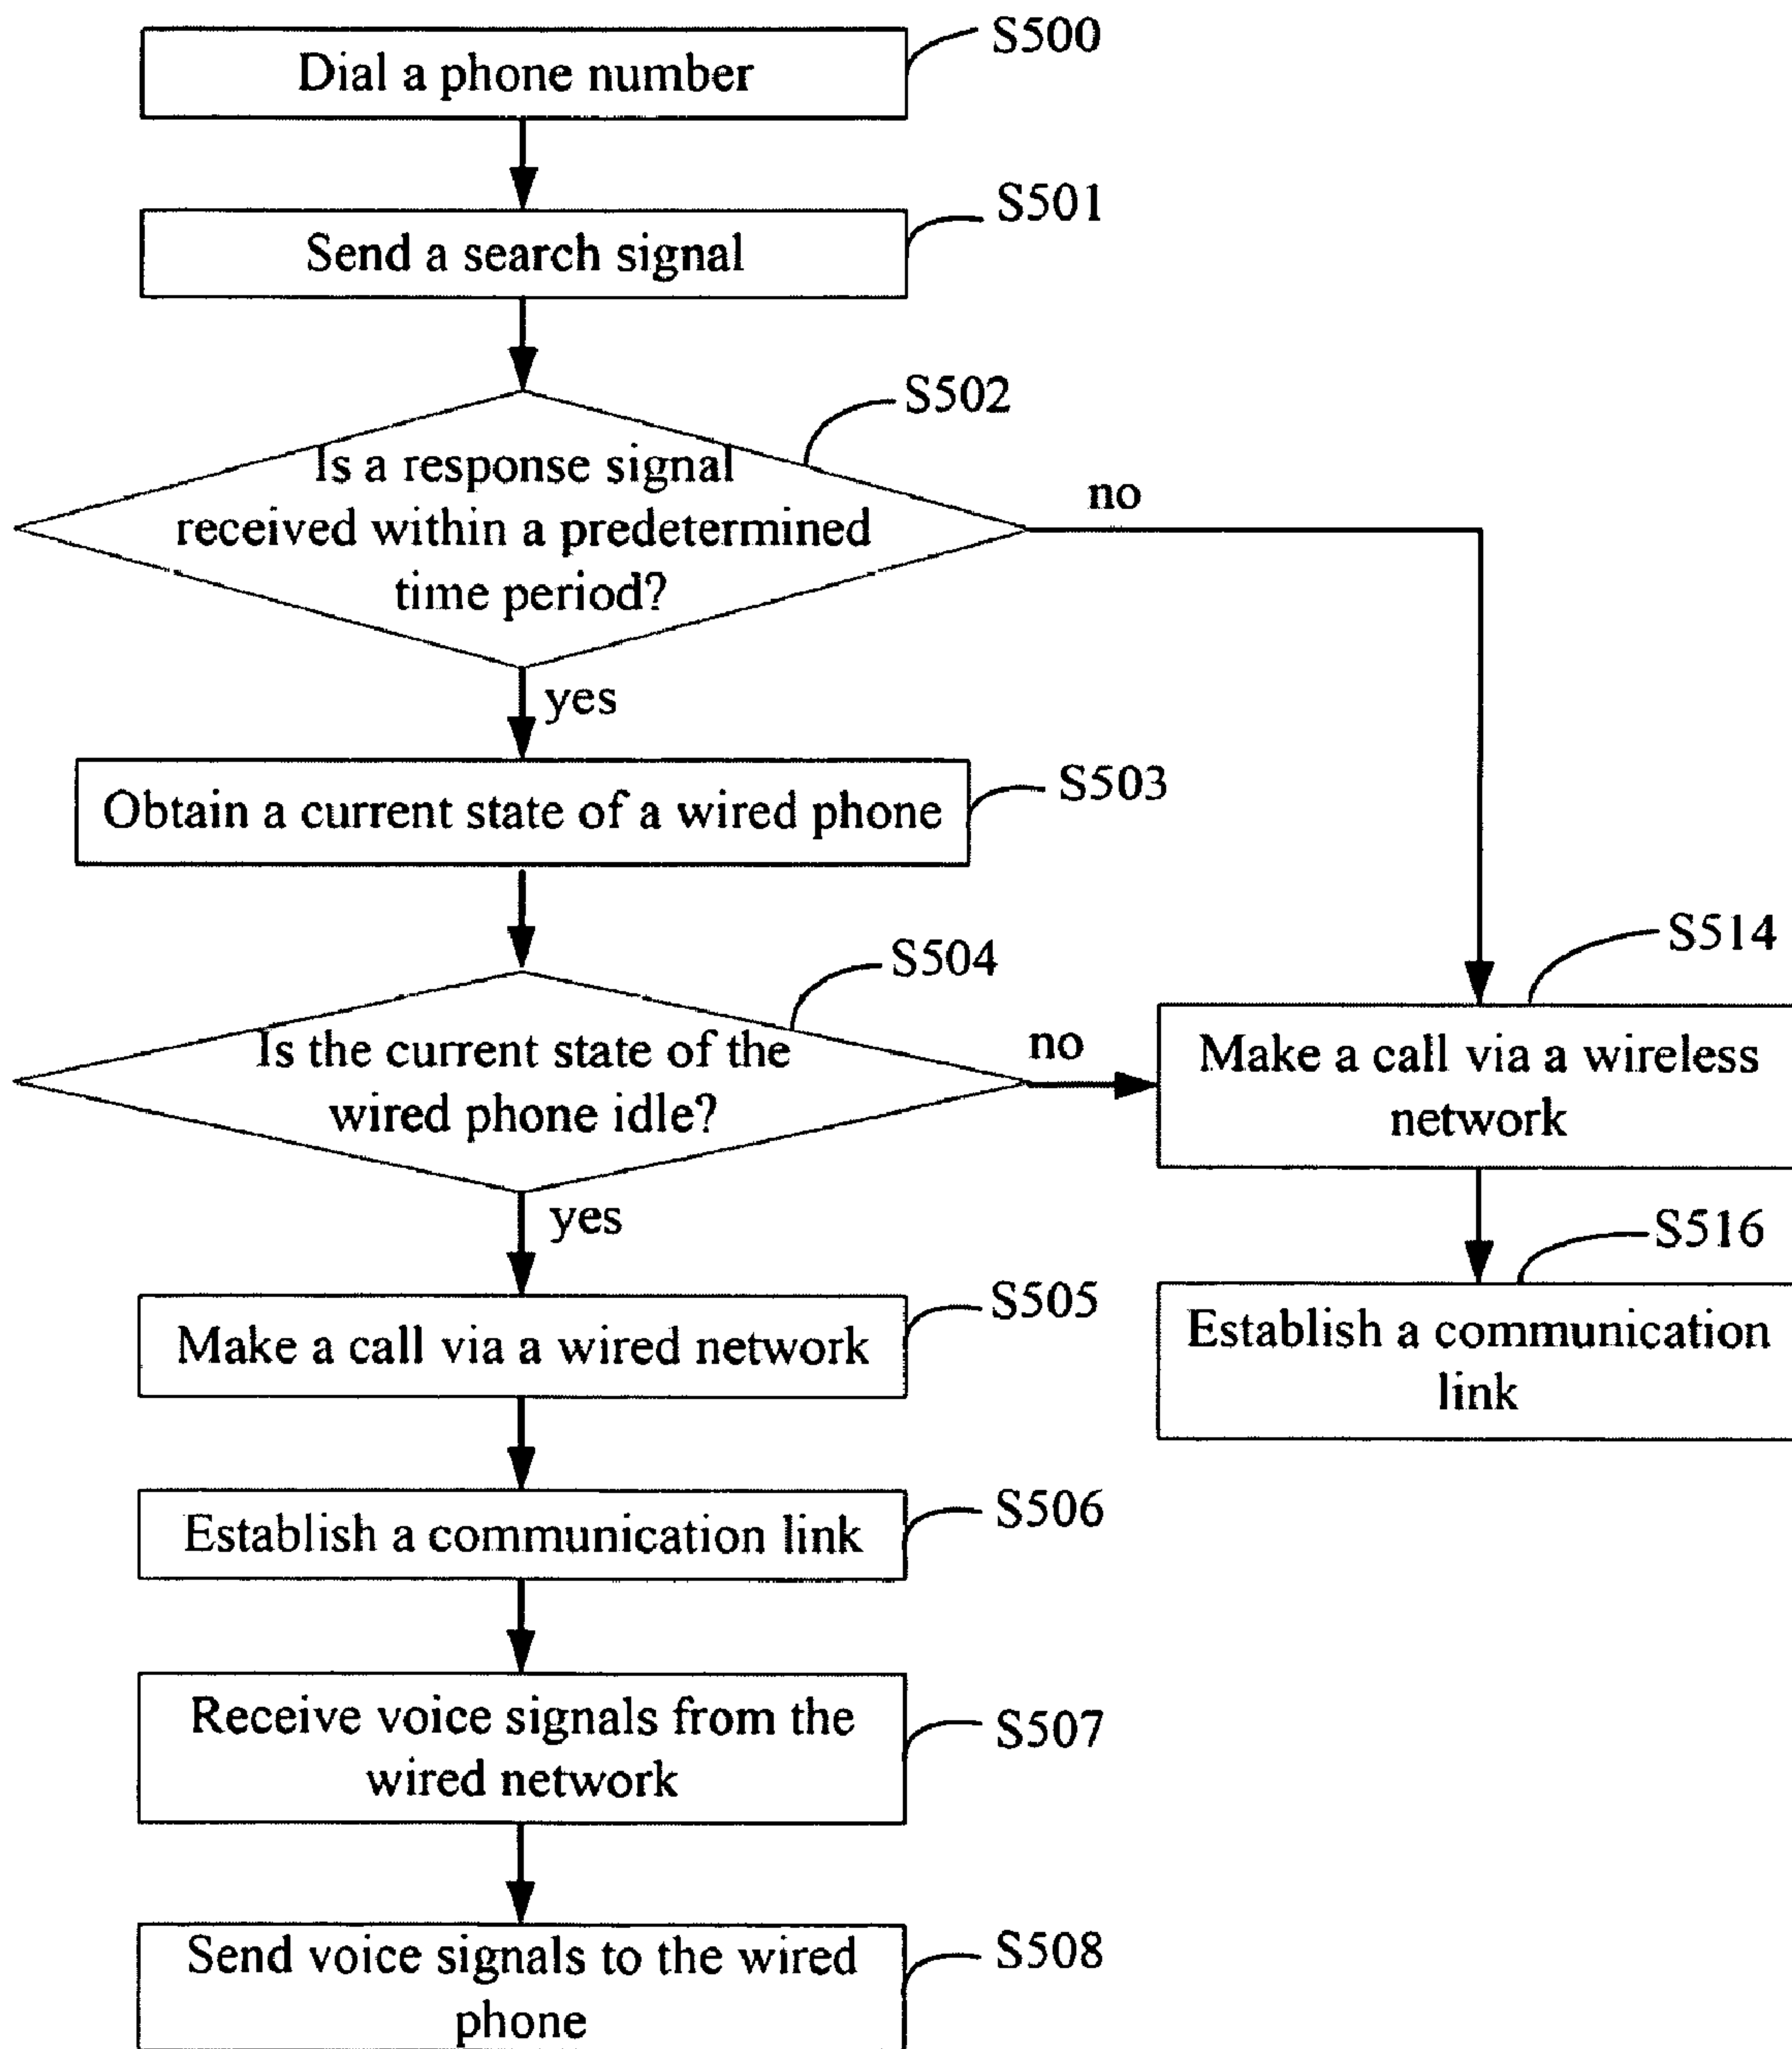 S500
Dial a phone number
S501
Send a search signal
S502
Is a response signal
received within a predetermined
time period?
no
yes
S503
Obtain a current state of a wired phone
S504
Is the current state of the
wired phone idle?
no
yes
S514
Make a call via a wireless
network
S516
Establish a communication
link
S505
Make a call via a wired network
S506
Establish a communication link
S507
Receive voice signals from the
wired network
S508
Send voice signals to the wired
phone